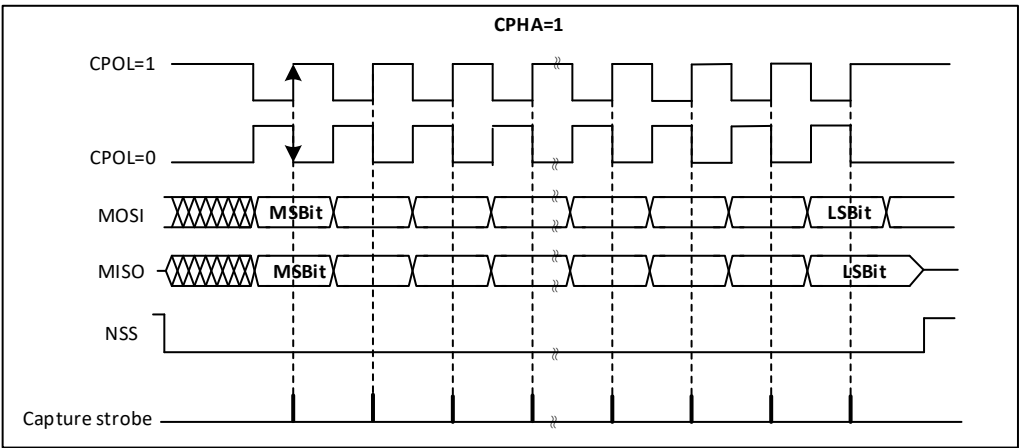 CPHA=1
CPOL=1
CPOL=0
MOSI MSBit LSBit
MISO MSBit LSBit
NSS
Capture strobe